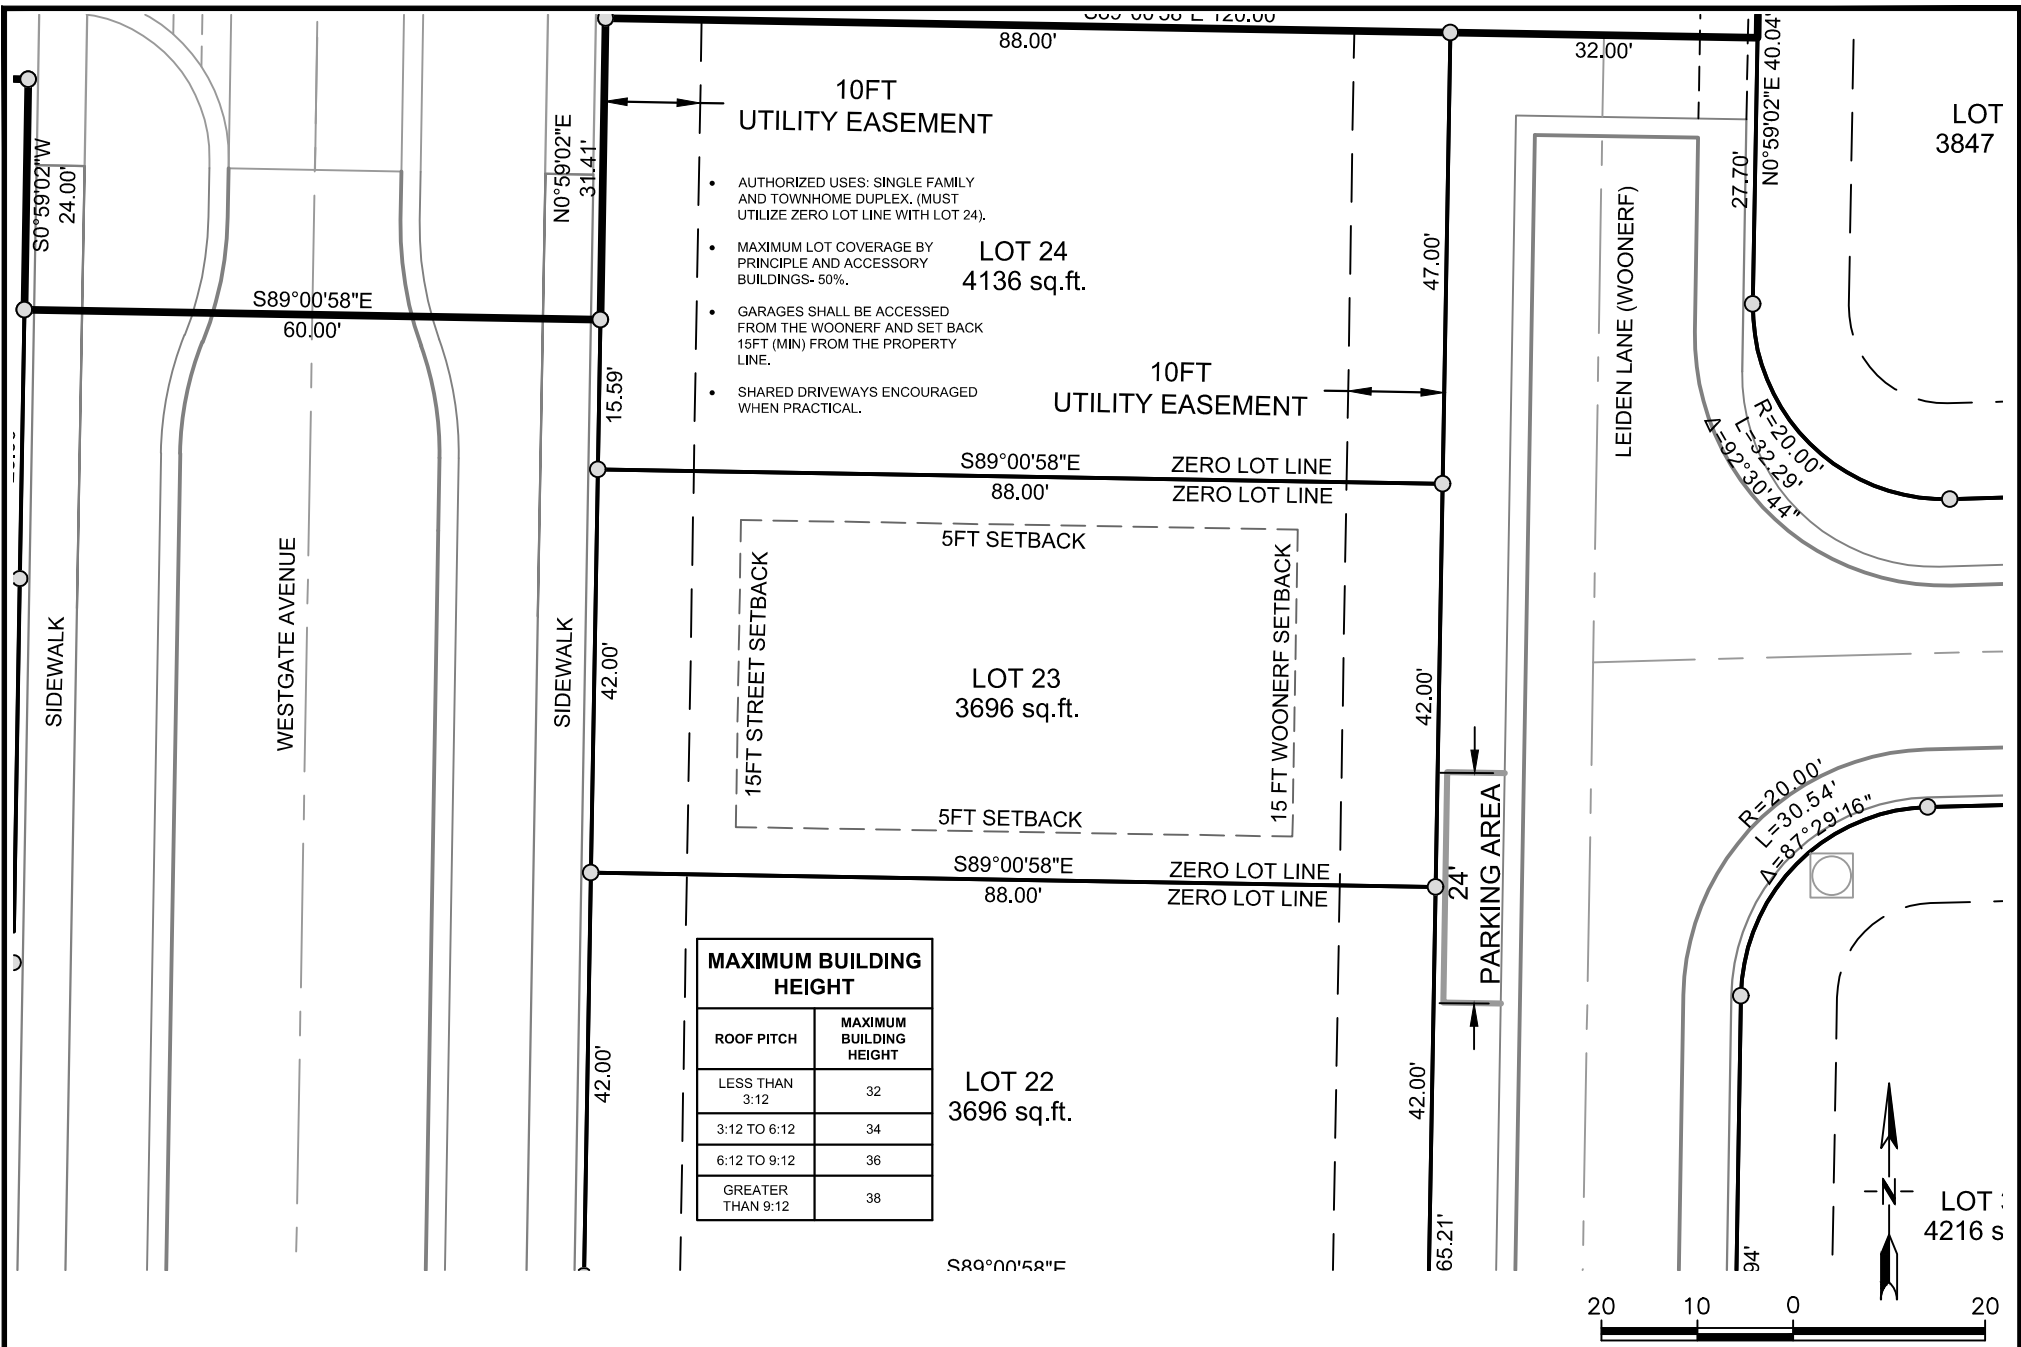 88.00'
32.00'
N0°59'02"E 40.04'
10FT
UTILITY EASEMENT
LOT
3847
S0°59'02"W
24.00'
N0°59'02"E
31.41'
27.70'
• AUTHORIZED USES: SINGLE FAMILY
AND TOWNHOME DUPLEX. (MUST
UTILIZE ZERO LOT LINE WITH LOT 24).
• MAXIMUM LOT COVERAGE BY
PRINCIPLE AND ACCESSORY
BUILDINGS- 50%.
• GARAGES SHALL BE ACCESSED
FROM THE WOONERF AND SET BACK
15FT (MIN) FROM THE PROPERTY
LINE.
• SHARED DRIVEWAYS ENCOURAGED
WHEN PRACTICAL.
LOT 24
4136 sq.ft.
47.00'
LEIDEN LANE (WOONERF)
S89°00'58"E
60.00'
15.59'
10FT
UTILITY EASEMENT
R=20.00'
L=32.29'
Δ=92°30'44"
S89°00'58"E
88.00'
ZERO LOT LINE
ZERO LOT LINE
5FT SETBACK
15FT STREET SETBACK
15 FT WOONERF SETBACK
WESTGATE AVENUE
SIDEWALK
SIDEWALK
42.00'
LOT 23
3696 sq.ft.
42.00'
5FT SETBACK
24'
PARKING AREA
R=20.00'
L=30.54'
Δ=87°29'16"
S89°00'58"E
88.00'
ZERO LOT LINE
ZERO LOT LINE
MAXIMUM BUILDING
HEIGHT
ROOF PITCH
MAXIMUM
BUILDING
HEIGHT
LESS THAN
3:12
32
3:12 TO 6:12
34
6:12 TO 9:12
36
GREATER
THAN 9:12
38
42.00'
LOT 22
3696 sq.ft.
42.00'
65.21'
94'
S89°00'58"E
N
LOT
4216 s
20 10 0 20